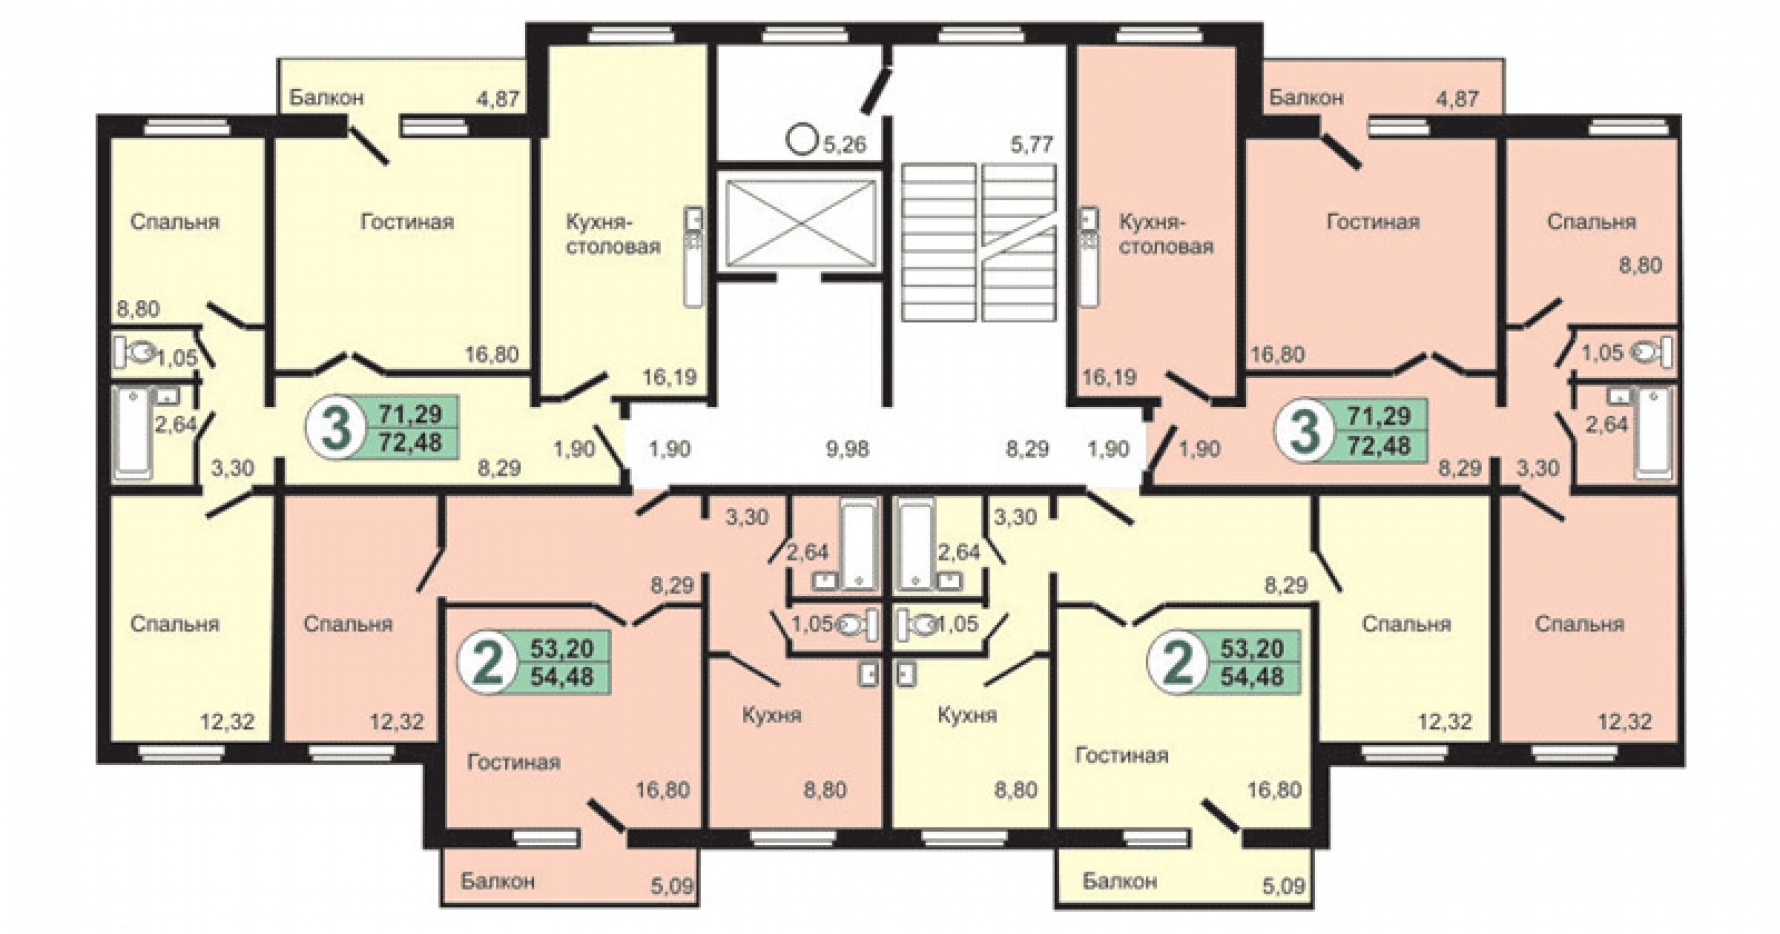 Балкон 4,87
Балкон 4,87
5,26
5,77
Спальня
8,80
Гостиная
16,80
Кухня-
столовая
16,19
Кухня-
столовая
16,19
Гостиная
16,80
Спальня
8,80
1,05
2,64
3,30
3
71,29
72,48
8,29
1,90
1,90
9,98
8,29
1,90
1,90
3
71,29
72,48
8,29
3,30
1,05
2,64
Спальня
12,32
Спальня
12,32
8,29
3,30
2,64
1,05
2
53,20
54,48
Гостиная
16,80
Кухня
8,80
3,30
2,64
1,05
Кухня
8,80
8,29
2
53,20
54,48
Гостиная
16,80
Спальня
12,32
Спальня
12,32
Балкон 5,09
Балкон 5,09